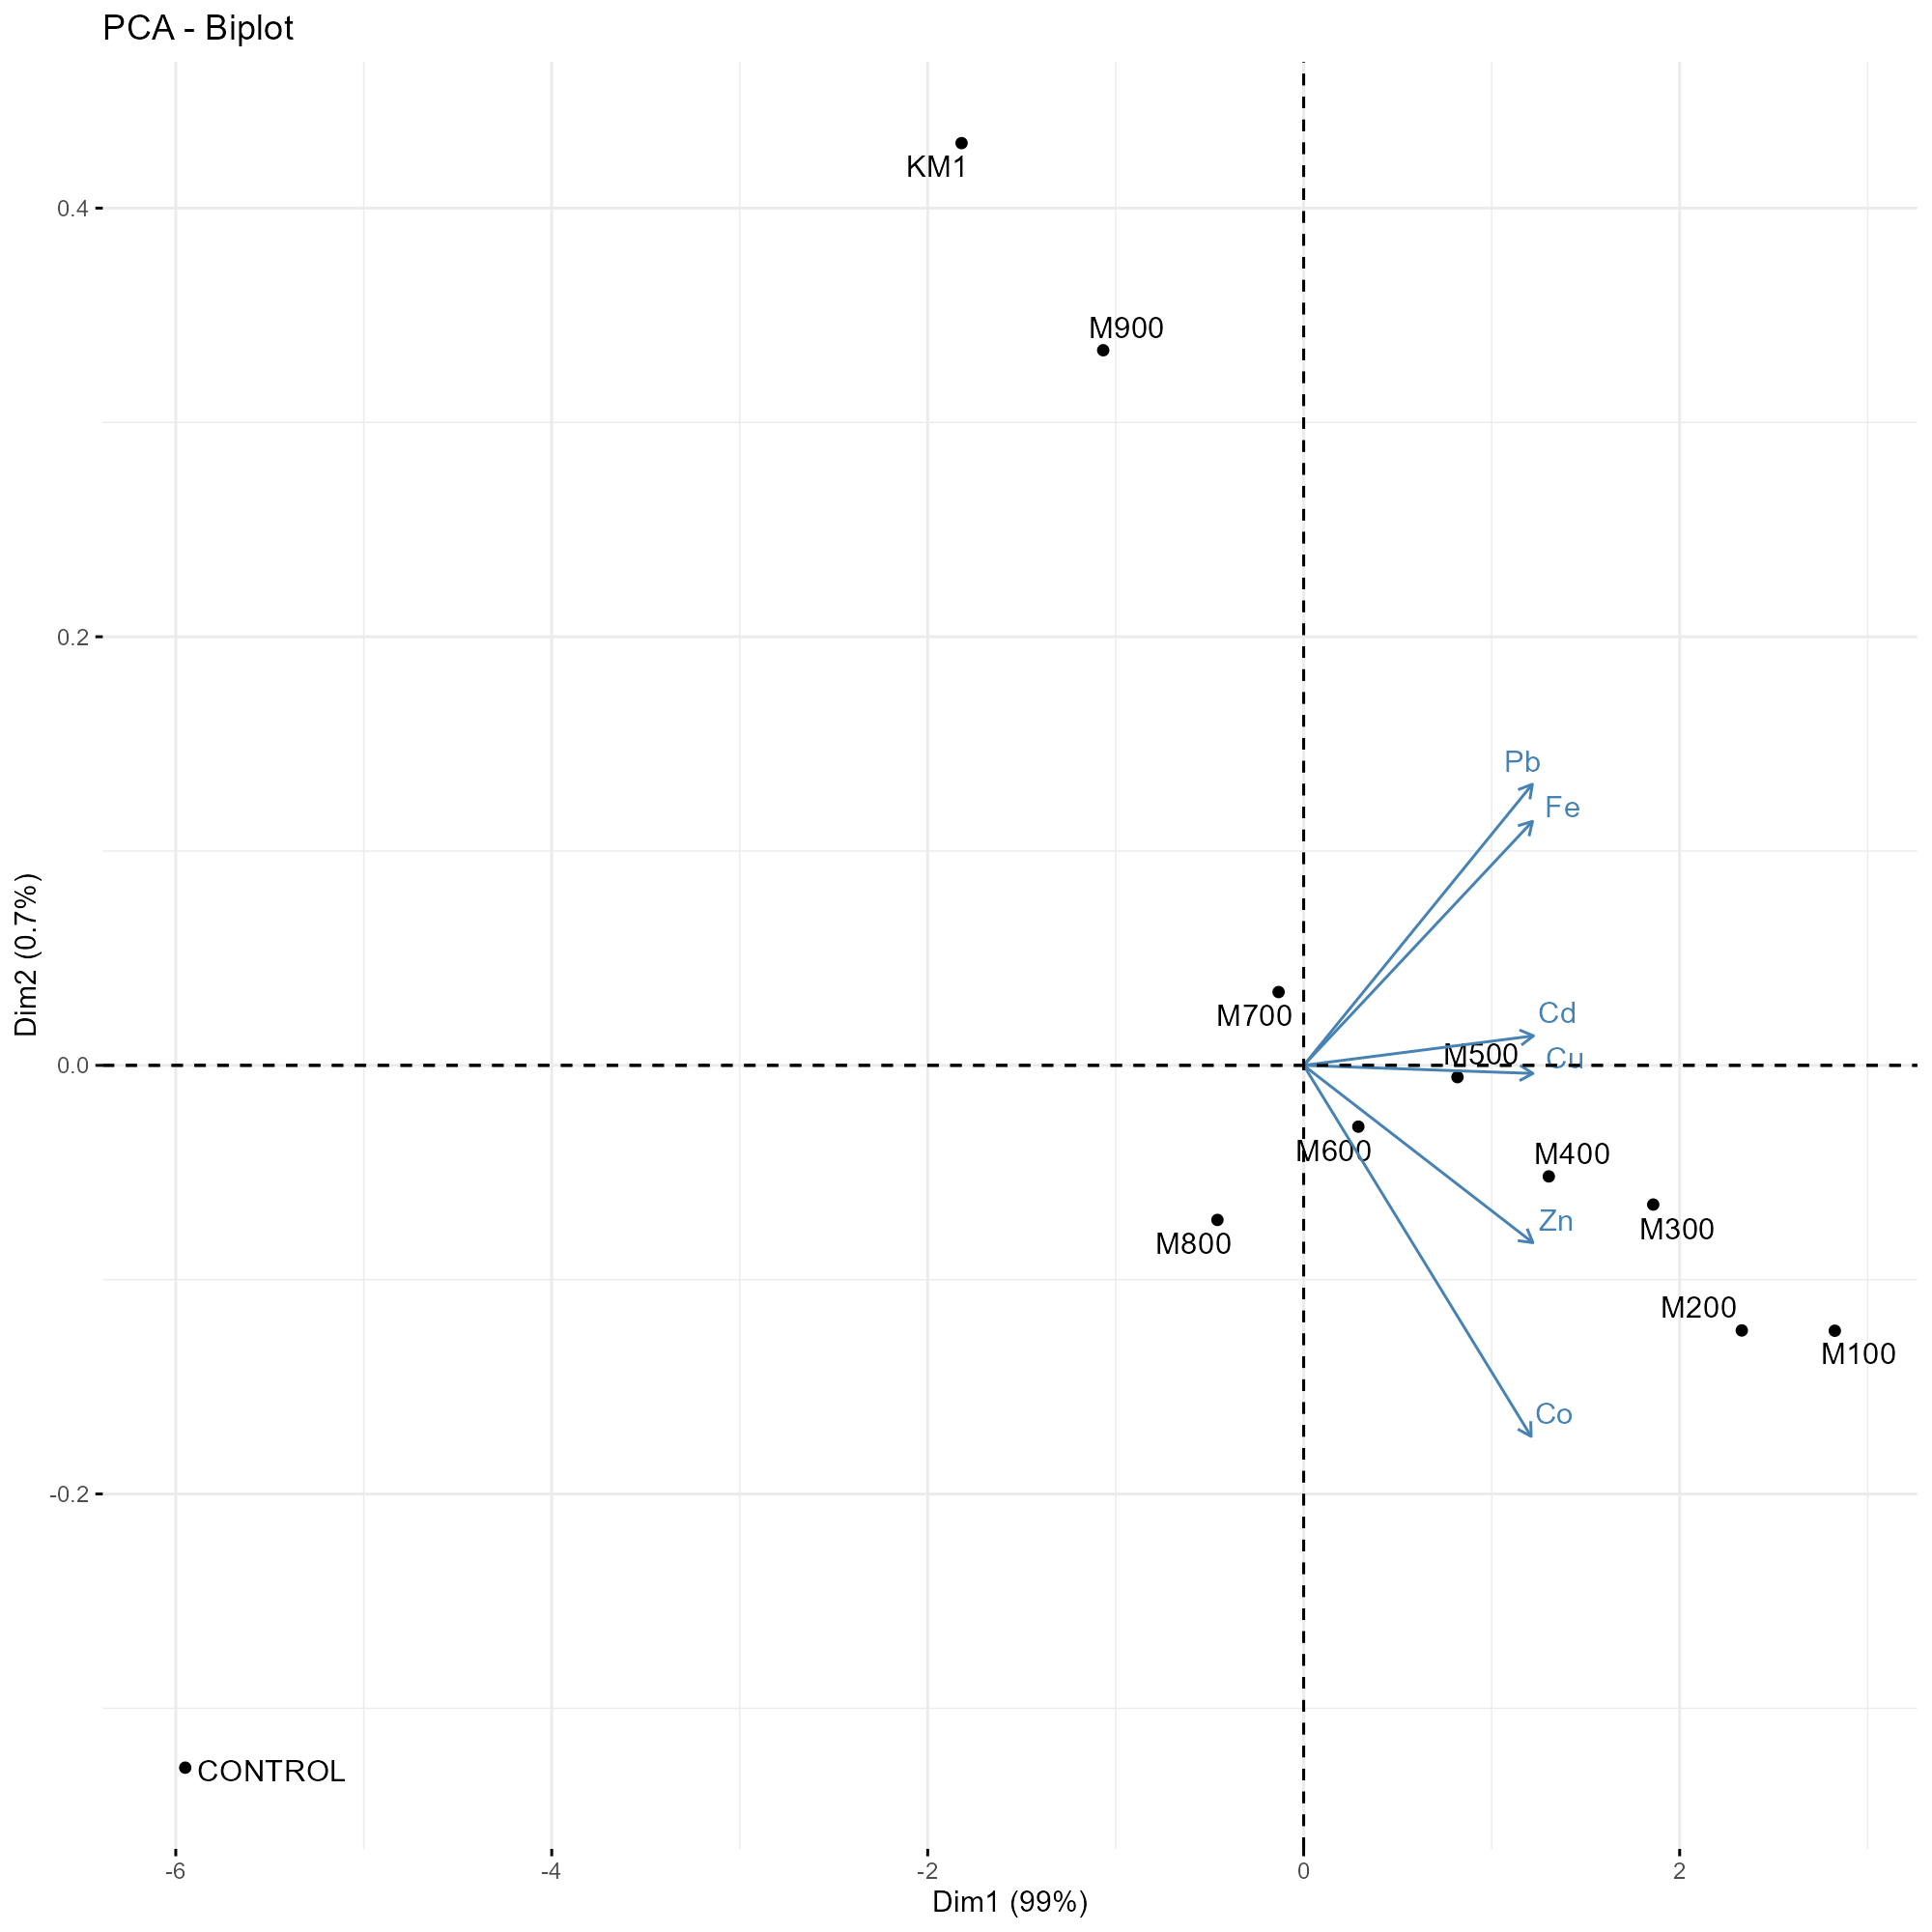 PCA - Biplot
KM1
0.4
M900
0.2
Pb
Fe
Dim2 (0.7%)
M700
Cd
M500
Cu
0.0
M600
M400
Zn
M300
M800
M200
M100
Co
-0.2
CONTROL
-6
-4
-2
0
2
Dim1 (99%)